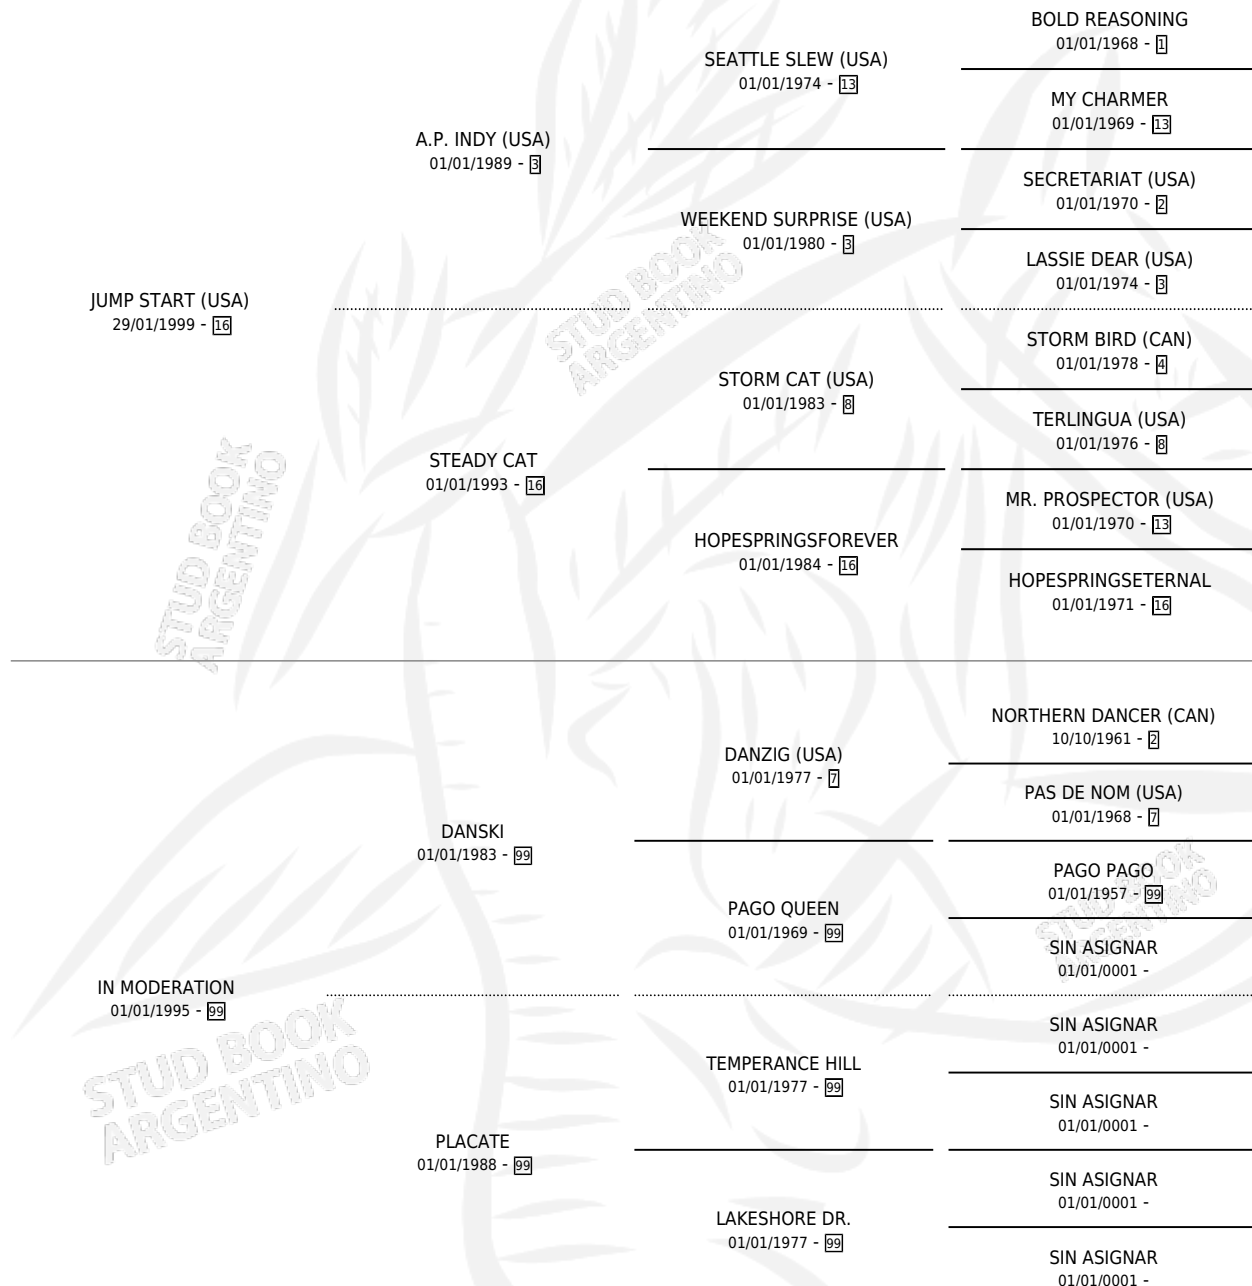 BOLD REASONING
01/01/1968 - 1
SEATTLE SLEW (USA)
01/01/1974 - 13
MY CHARMER
01/01/1969 - 13
A.P. INDY (USA)
01/01/1989 - 3
SECRETARIAT (USA)
01/01/1970 - 2
WEEKEND SURPRISE (USA)
01/01/1980 - 3
LASSIE DEAR (USA)
01/01/1974 - 3
JUMP START (USA)
29/01/1999 - 16
STORM BIRD (CAN)
01/01/1978 - 4
STORM CAT (USA)
01/01/1983 - 8
TERLINGUA (USA)
01/01/1976 - 8
STEADY CAT
01/01/1993 - 16
MR. PROSPECTOR (USA)
01/01/1970 - 13
HOPESPRINGSFOREVER
01/01/1984 - 16
HOPESPRINGSETERNAL
01/01/1971 - 16
NORTHERN DANCER (CAN)
10/10/1961 - 2
DANZIG (USA)
01/01/1977 - 7
PAS DE NOM (USA)
01/01/1968 - 7
DANSKI
01/01/1983 - 99
PAGO PAGO
01/01/1957 - 99
PAGO QUEEN
01/01/1969 - 99
SIN ASIGNAR
01/01/0001 -
IN MODERATION
01/01/1995 - 99
SIN ASIGNAR
01/01/0001 -
TEMPERANCE HILL
01/01/1977 - 99
SIN ASIGNAR
01/01/0001 -
PLACATE
01/01/1988 - 99
SIN ASIGNAR
01/01/0001 -
LAKESHORE DR.
01/01/1977 - 99
SIN ASIGNAR
01/01/0001 -
STUD BOOK
ARGENTINO
STUD BOOK
ARGENTINO
STUD BOOK
ARGENTINO
STUD BOOK
ARGENTINO